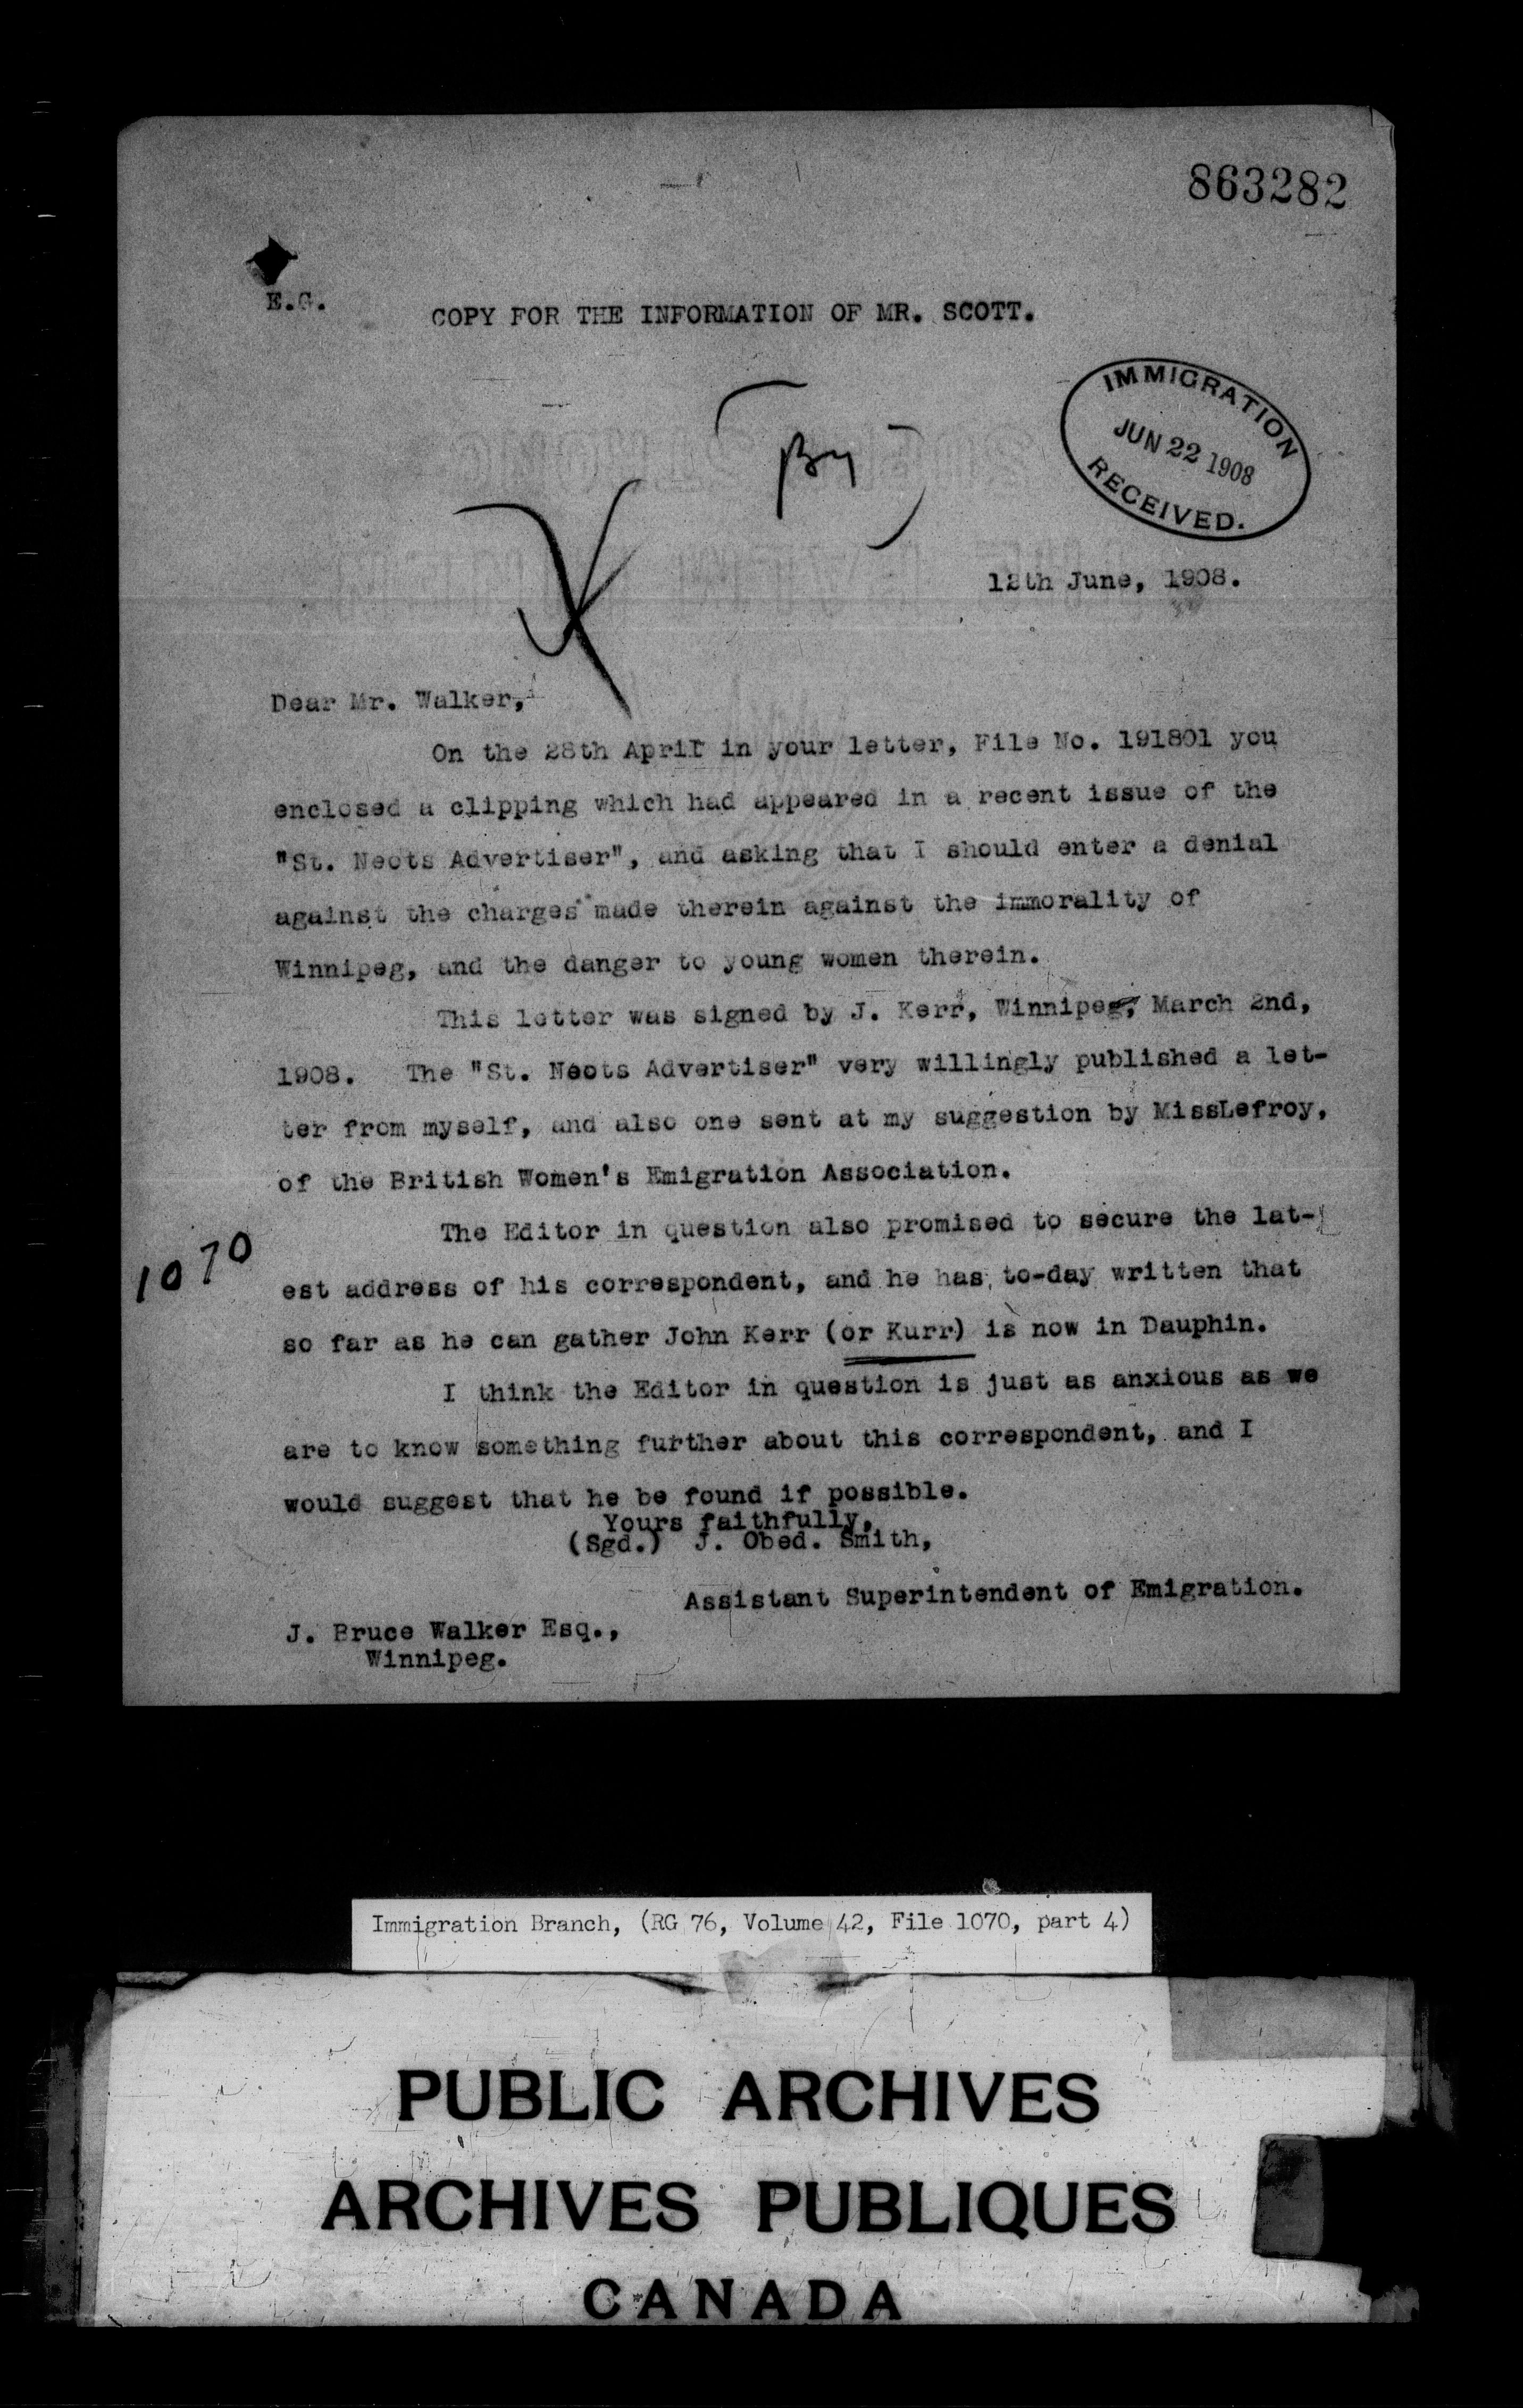 863282
E.G.
COPY FOR THE INFORMATION OF MR. SCOTT.
IMMIGRATION
JUN 22 1908
RECEIVED.
12th June, 1908.
Dear Mr. Walker,
On the 28th April in your letter, File No. 191801 you
enclosed a clipping which had appeared in a recent issue of the
"St. Neots Advertiser", and asking that I should enter a denial
against the charges made therein against the immorality of
Winnipeg, and the danger to young women therein.
This letter was signed by J. Kerr, Winnipeg, March 2nd,
1908. The "St. Neots Advertiser" very willingly published a let-
ter from myself, and also one sent at my suggestion by MissLefroy,
of the British Women's Emigration Association.
The Editor in question also promised to secure the lat-
1070
est address of his correspondent, and he has to-day written that
so far as he can gather John Kerr (or Kurr) is now in Dauphin.
I think the Editor in question is just as anxious as we
are to know something further about this correspondent, and I
would suggest that he be found if possible.
Yours faithfully,
(Sgd.) J. Obed. Smith,
Assistant Superintendent of Emigration.
J. Bruce Walker Esq.,
Winnipeg.
Immigration Branch, (RG 76, Volume 42, File 1070, part 4)
PUBLIC ARCHIVES
ARCHIVES PUBLIQUES
CANADA